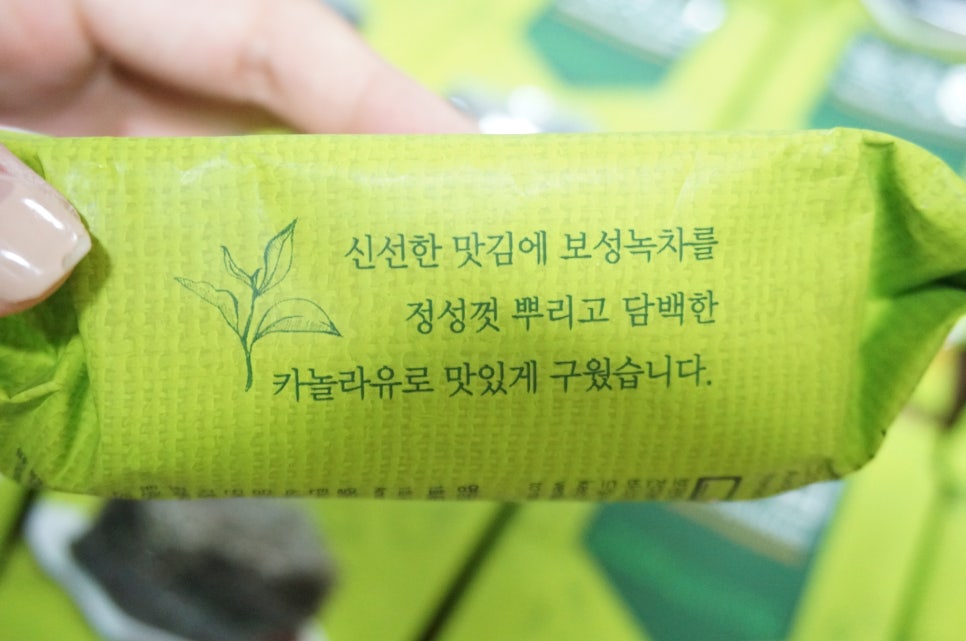 신선한 맛김에 보성녹차를
정성껏 뿌리고 담백한
카놀라유로 맛있게 구웠습니다.